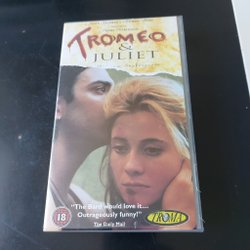 TROMEO
& JULIET
"The Bard would love it....
Outrageously funny!"
The Daily Mail
18
TROMA